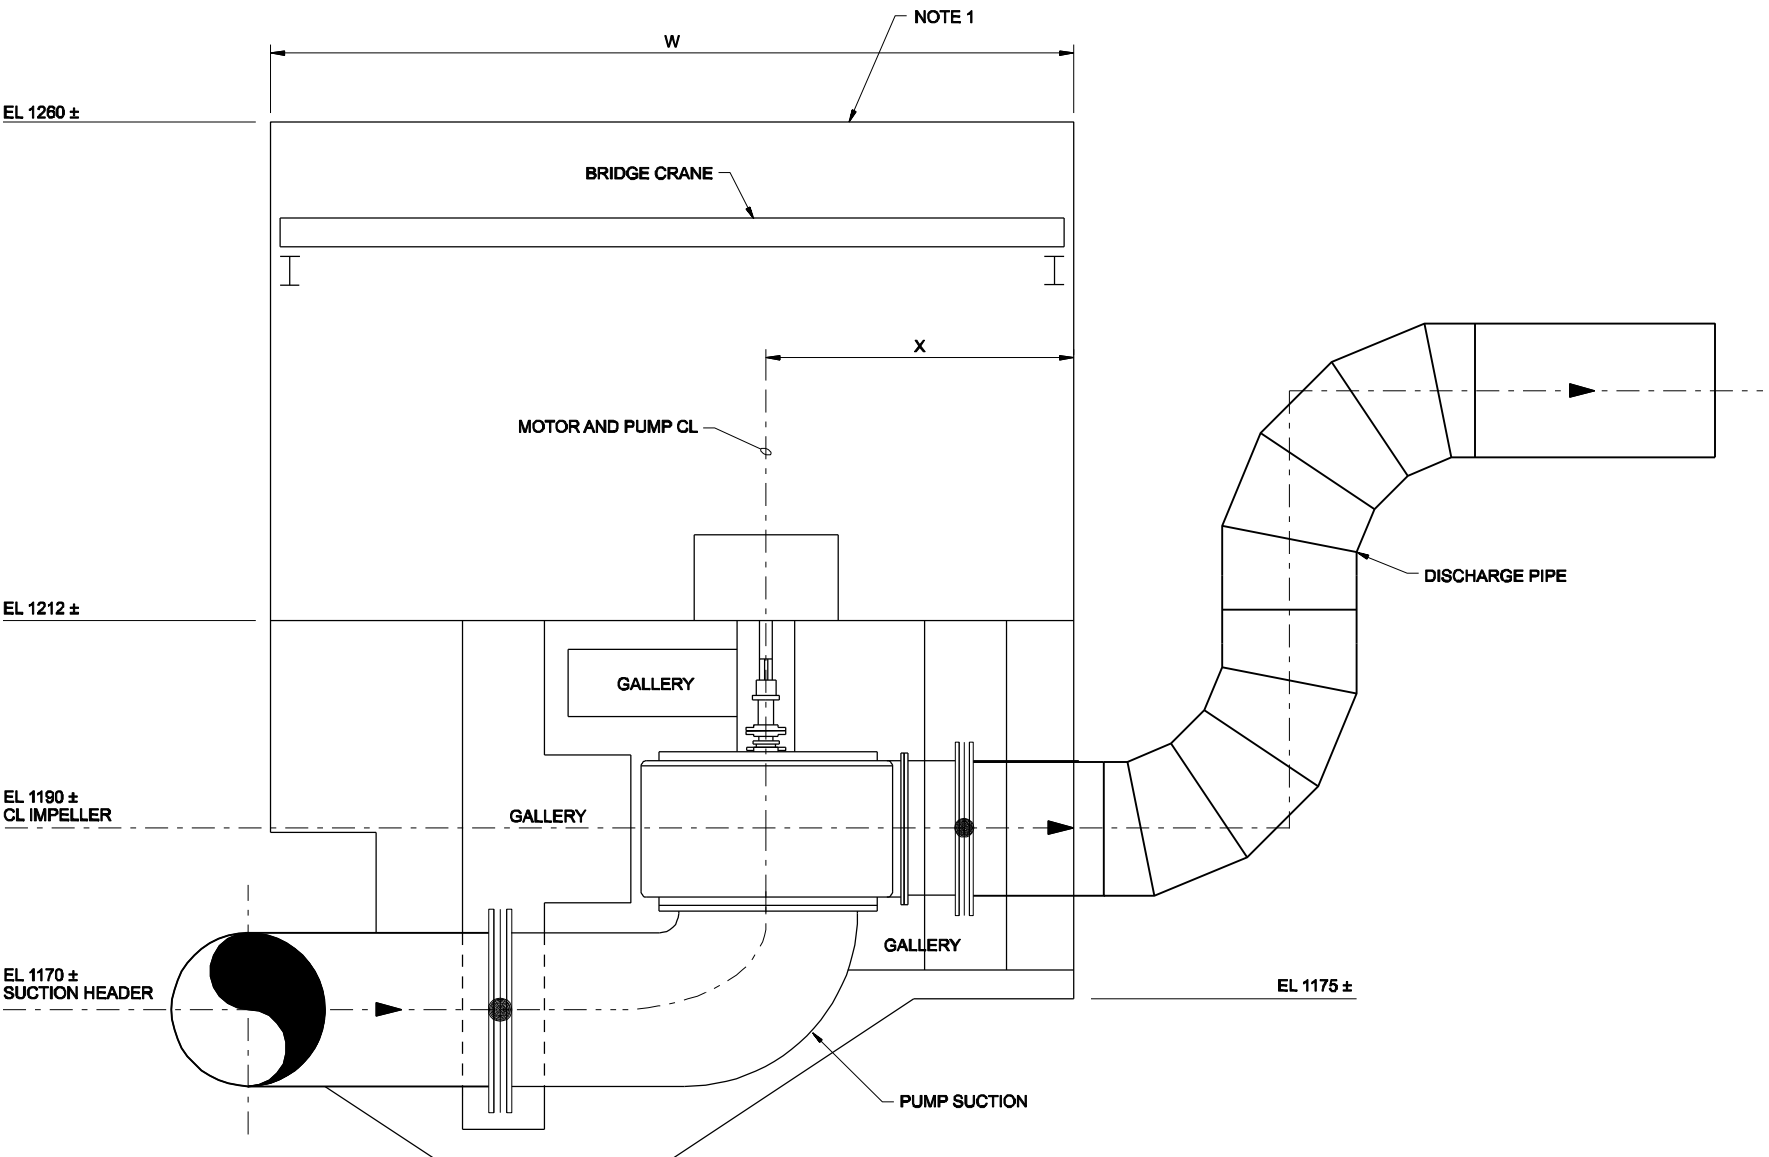 NOTE 1
W
EL 1260 ±
BRIDGE CRANE
X
MOTOR AND PUMP CL
DISCHARGE PIPE
EL 1212 ±
GALLERY
EL 1190 ±
CL IMPELLER
GALLERY
GALLERY
EL 1170 ±
SUCTION HEADER
EL 1175 ±
PUMP SUCTION